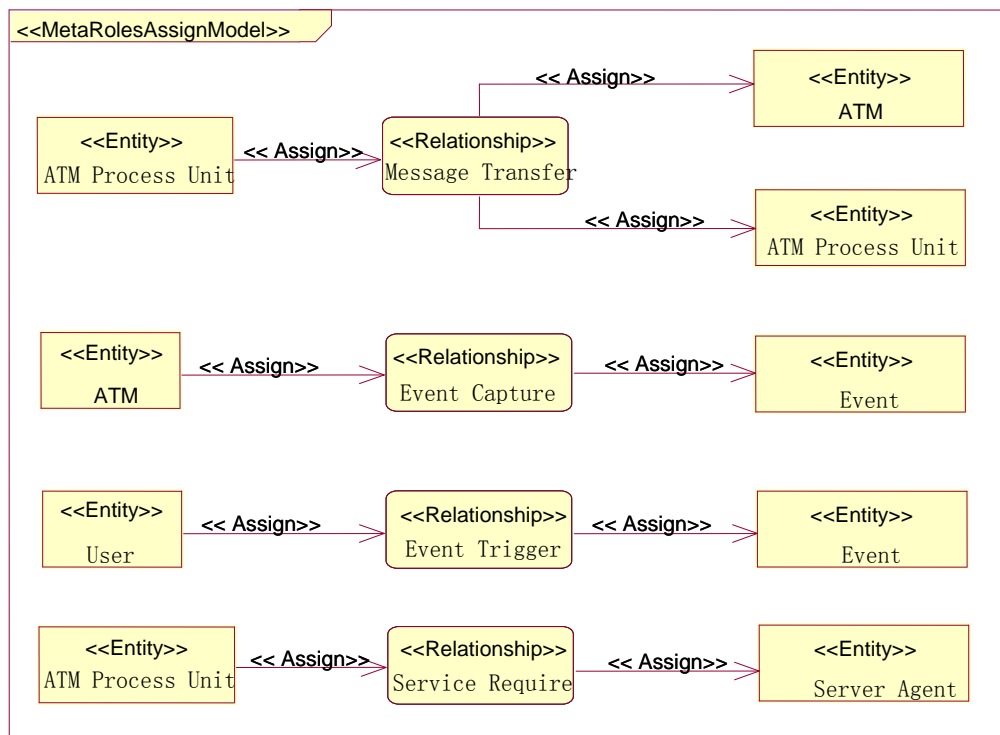 <<MetaRolesAssignModel>>
<< Assign>>
<<Entity>>
ATM
<<Entity>>
ATM Process Unit
<< Assign>>
<<Relationship>>
Message Transfer
<< Assign>>
<<Entity>>
ATM Process Unit
<<Entity>>
ATM
<< Assign>>
<<Relationship>>
Event Capture
<< Assign>>
<<Entity>>
Event
<<Entity>>
User
<< Assign>>
<<Relationship>>
Event Trigger
<< Assign>>
<<Entity>>
Event
<<Entity>>
ATM Process Unit
<< Assign>>
<<Relationship>>
Service Require
<< Assign>>
<<Entity>>
Server Agent